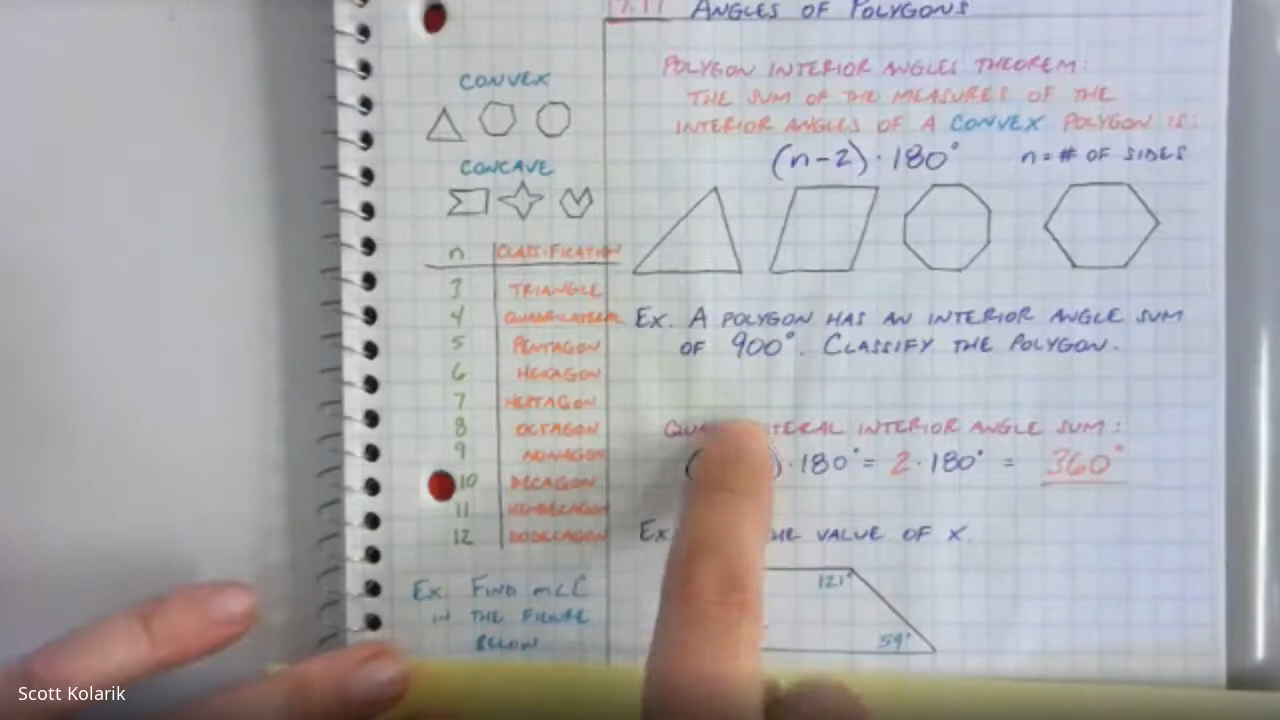 7.1 ANGLES OF POLYGONS
CONVEX
CONCAVE
n CLASSIFICATION
3 TRIANGLE
4 QUADRILATERAL
5 PENTAGON
6 HEXAGON
7 HEPTAGON
8 OCTAGON
9 NONAGON
10 DECAGON
11 HENDECAGON
12 DODECAGON
EX. FIND m∠C
IN THE FIGURE
BELOW
POLYGON INTERIOR ANGLES THEOREM:
THE SUM OF THE MEASURES OF THE
INTERIOR ANGLES OF A CONVEX POLYGON IS:
(n-2)·180° n = # OF SIDES
EX. A POLYGON HAS AN INTERIOR ANGLE SUM
OF 900°. CLASSIFY THE POLYGON.
INTERIOR ANGLE SUM:
( )·180° = 2·180° = 360°
EX. VALUE OF X.
121°
59°
Scott Kolarik